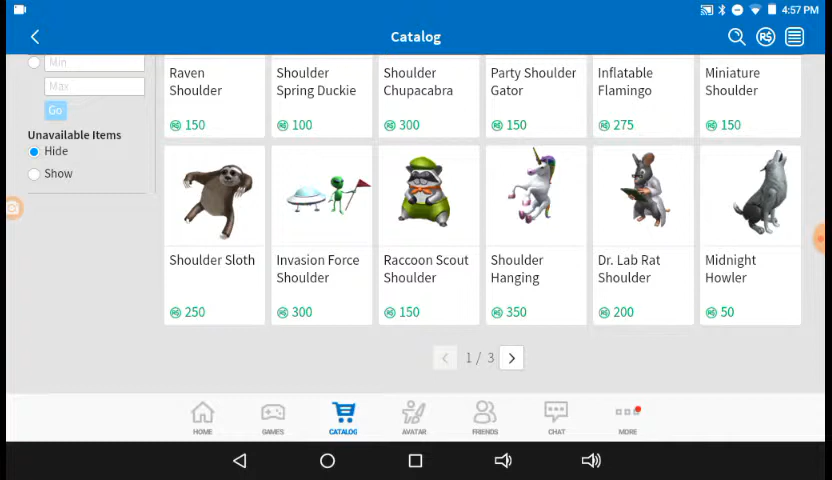 4:57 PM
Catalog
R$
Min
Max
Go
Unavailable Items
Hide
Show
Raven
Shoulder
150
Shoulder
Spring Duckie
100
Shoulder
Chupacabra
300
Party Shoulder
Gator
150
Inflatable
Flamingo
275
Miniature
Shoulder
150
Shoulder Sloth
250
Invasion Force
Shoulder
300
Raccoon Scout
Shoulder
150
Shoulder
Hanging
350
Dr. Lab Rat
Shoulder
200
Midnight
Howler
50
1 / 3
HOME
GAMES
CATALOG
AVATAR
FRIENDS
CHAT
MORE